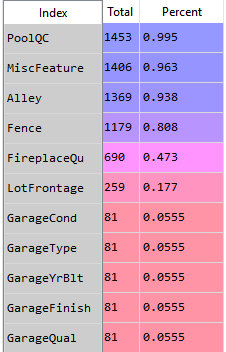 Index Total Percent
PoolQC 1453 0.995
MiscFeature 1406 0.963
Alley 1369 0.938
Fence 1179 0.808
FireplaceQu 690 0.473
LotFrontage 259 0.177
GarageCond 81 0.0555
GarageType 81 0.0555
GarageYrBlt 81 0.0555
GarageFinish 81 0.0555
GarageQual 81 0.0555